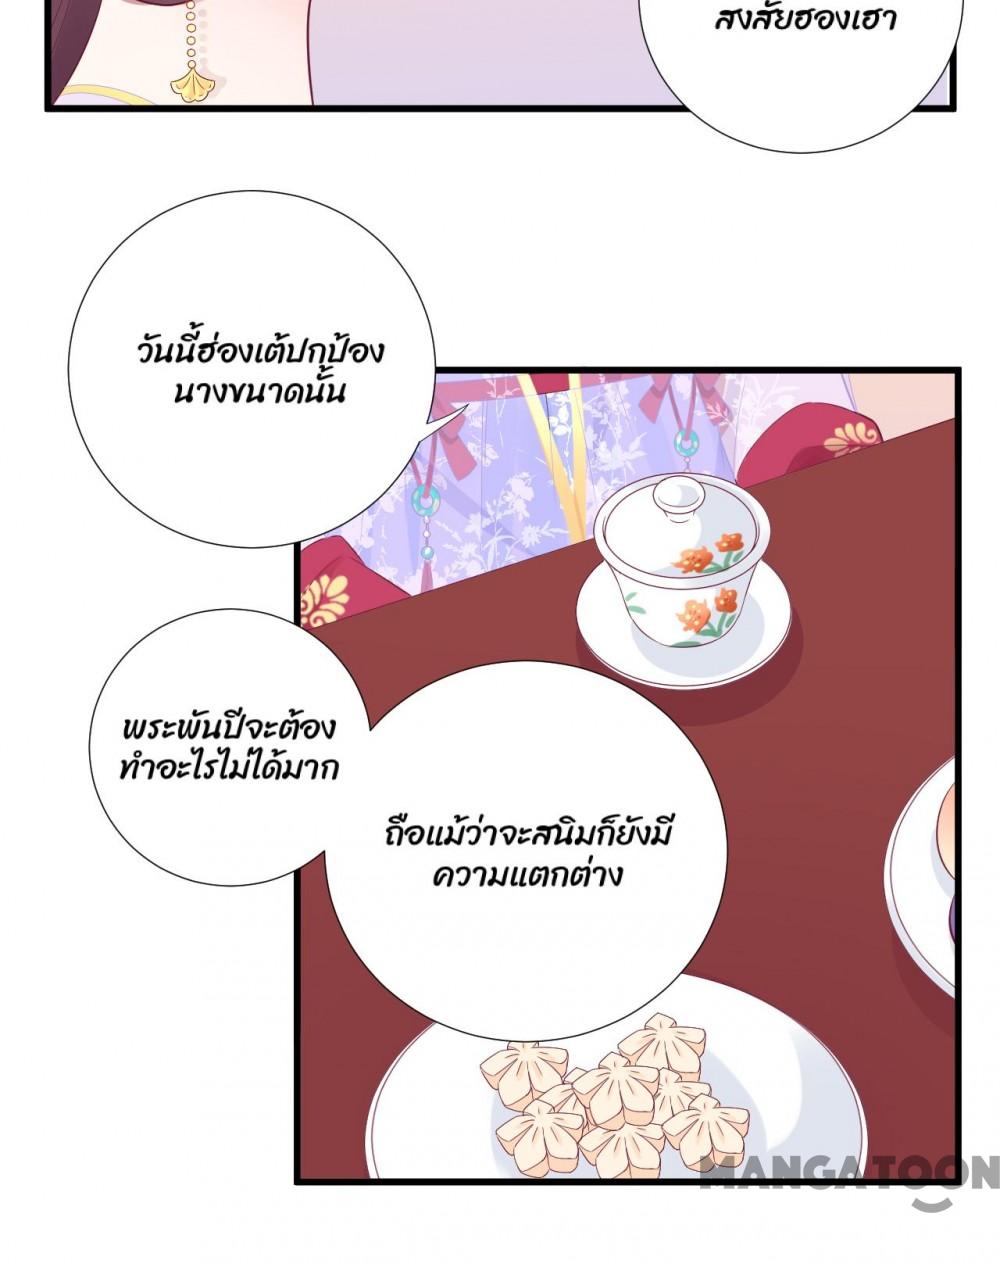 สงสัยฮองเฮา
วันนี้ฮ่องเต้ปกป้อง
นางขนาดนั้น
พระพันปีจะต้อง
ทำอะไรไม่ได้มาก
ถือแม้ว่าจะสนิมก็ยังมี
ความแตกต่าง
MANGATOON